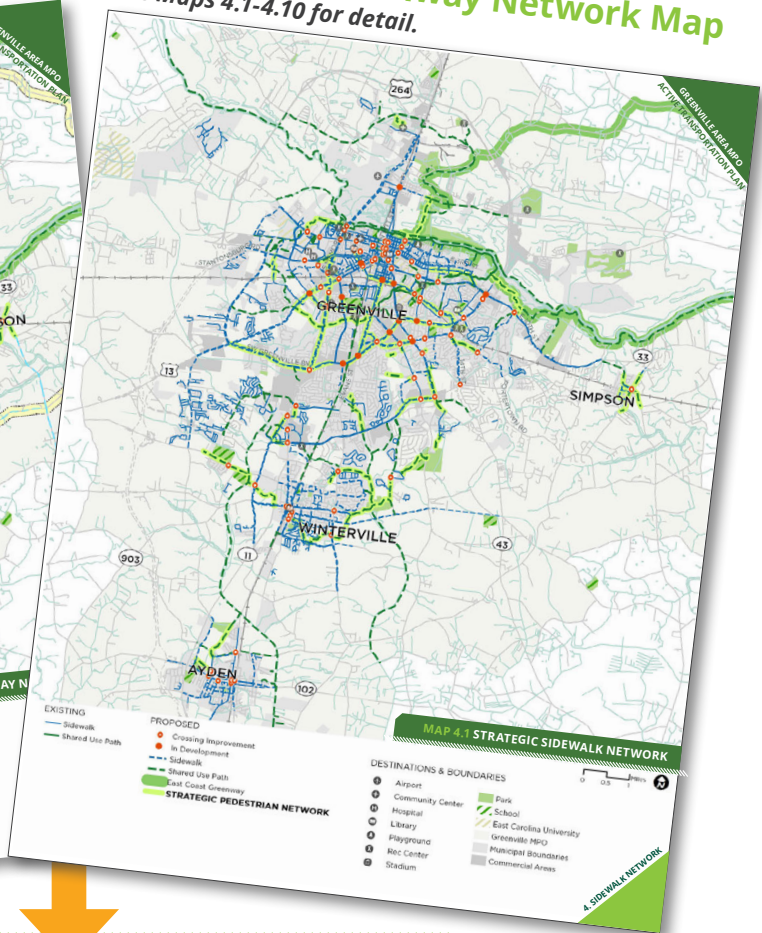 way Network Map
maps 4.1-4.10 for detail.
GREENVILLE AREA MPO
NSPORTATION PLAN
GREENVILLE AREA MPO
ACTIVE TRANSPORTATION PLAN
264
33
SON
GREENVILLE
13
33
SIMPSON
WINTERVILLE
43
903
11
AYDEN
102
AY N
MAP 4.1 STRATEGIC SIDEWALK NETWORK
EXISTING
Sidewalk
Shared Use Path
PROPOSED
Crossing Improvement
In Development
Sidewalk
Shared Use Path
East Coast Greenway
STRATEGIC PEDESTRIAN NETWORK
DESTINATIONS & BOUNDARIES
Airport
Community Center
Hospital
Library
Playground
Rec Center
Stadium
Park
School
East Carolina University
Greenville MPO
Municipal Boundaries
Commercial Areas
0 0.5 1 Miles
4. SIDEWALK NETWORK